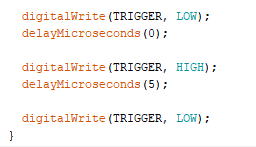 digitalWrite(TRIGGER, LOW);
delayMicroseconds(0);
digitalWrite(TRIGGER, HIGH);
delayMicroseconds(5);
digitalWrite(TRIGGER, LOW);
}